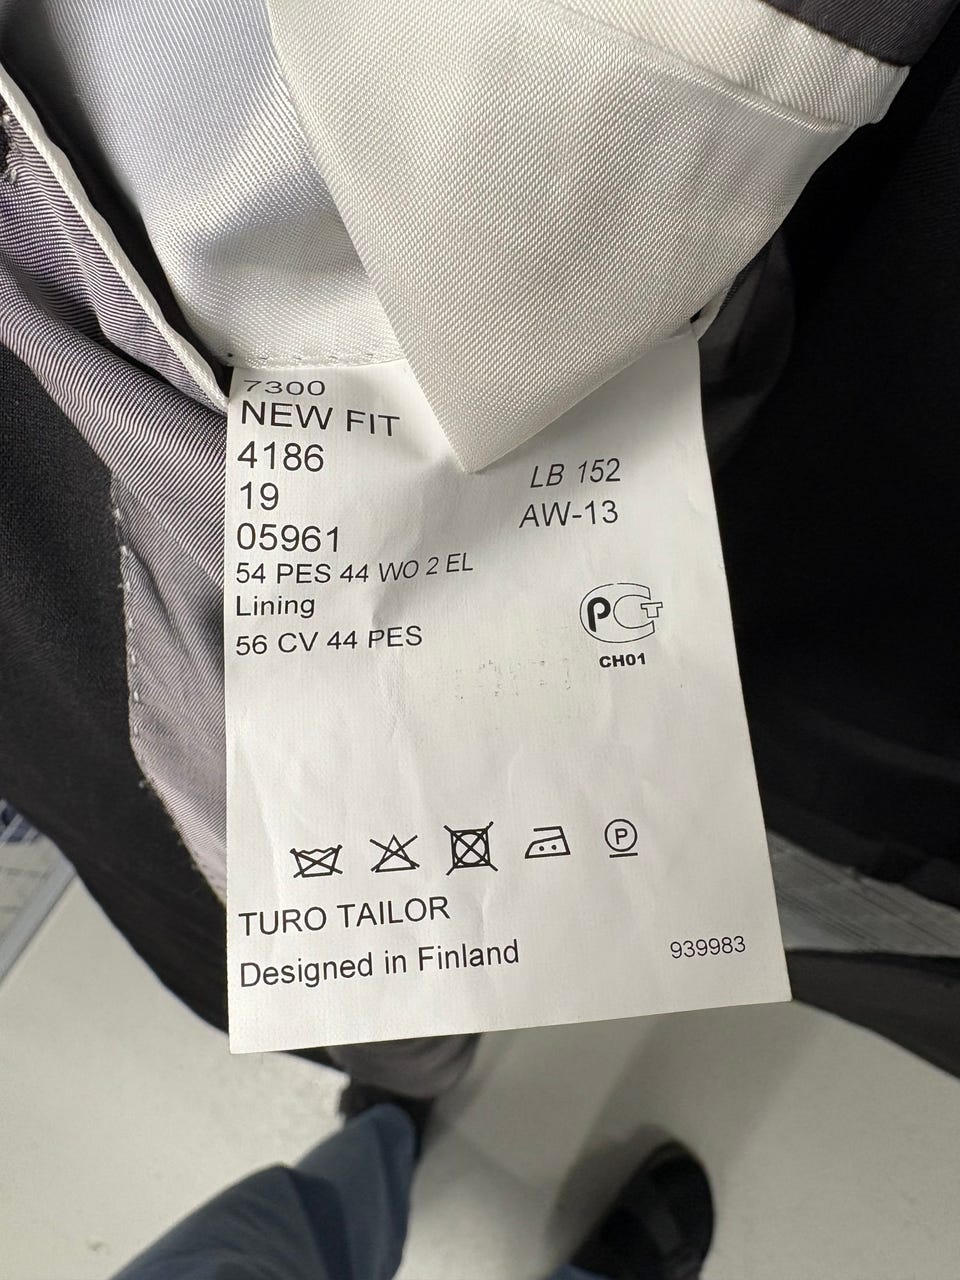 7300
NEW FIT
4186
19
05961
54 PES 44 WO 2 EL
Lining
56 CV 44 PES
LB 152
AW-13
РСТ
CH01
P
TURO TAILOR
Designed in Finland
939983